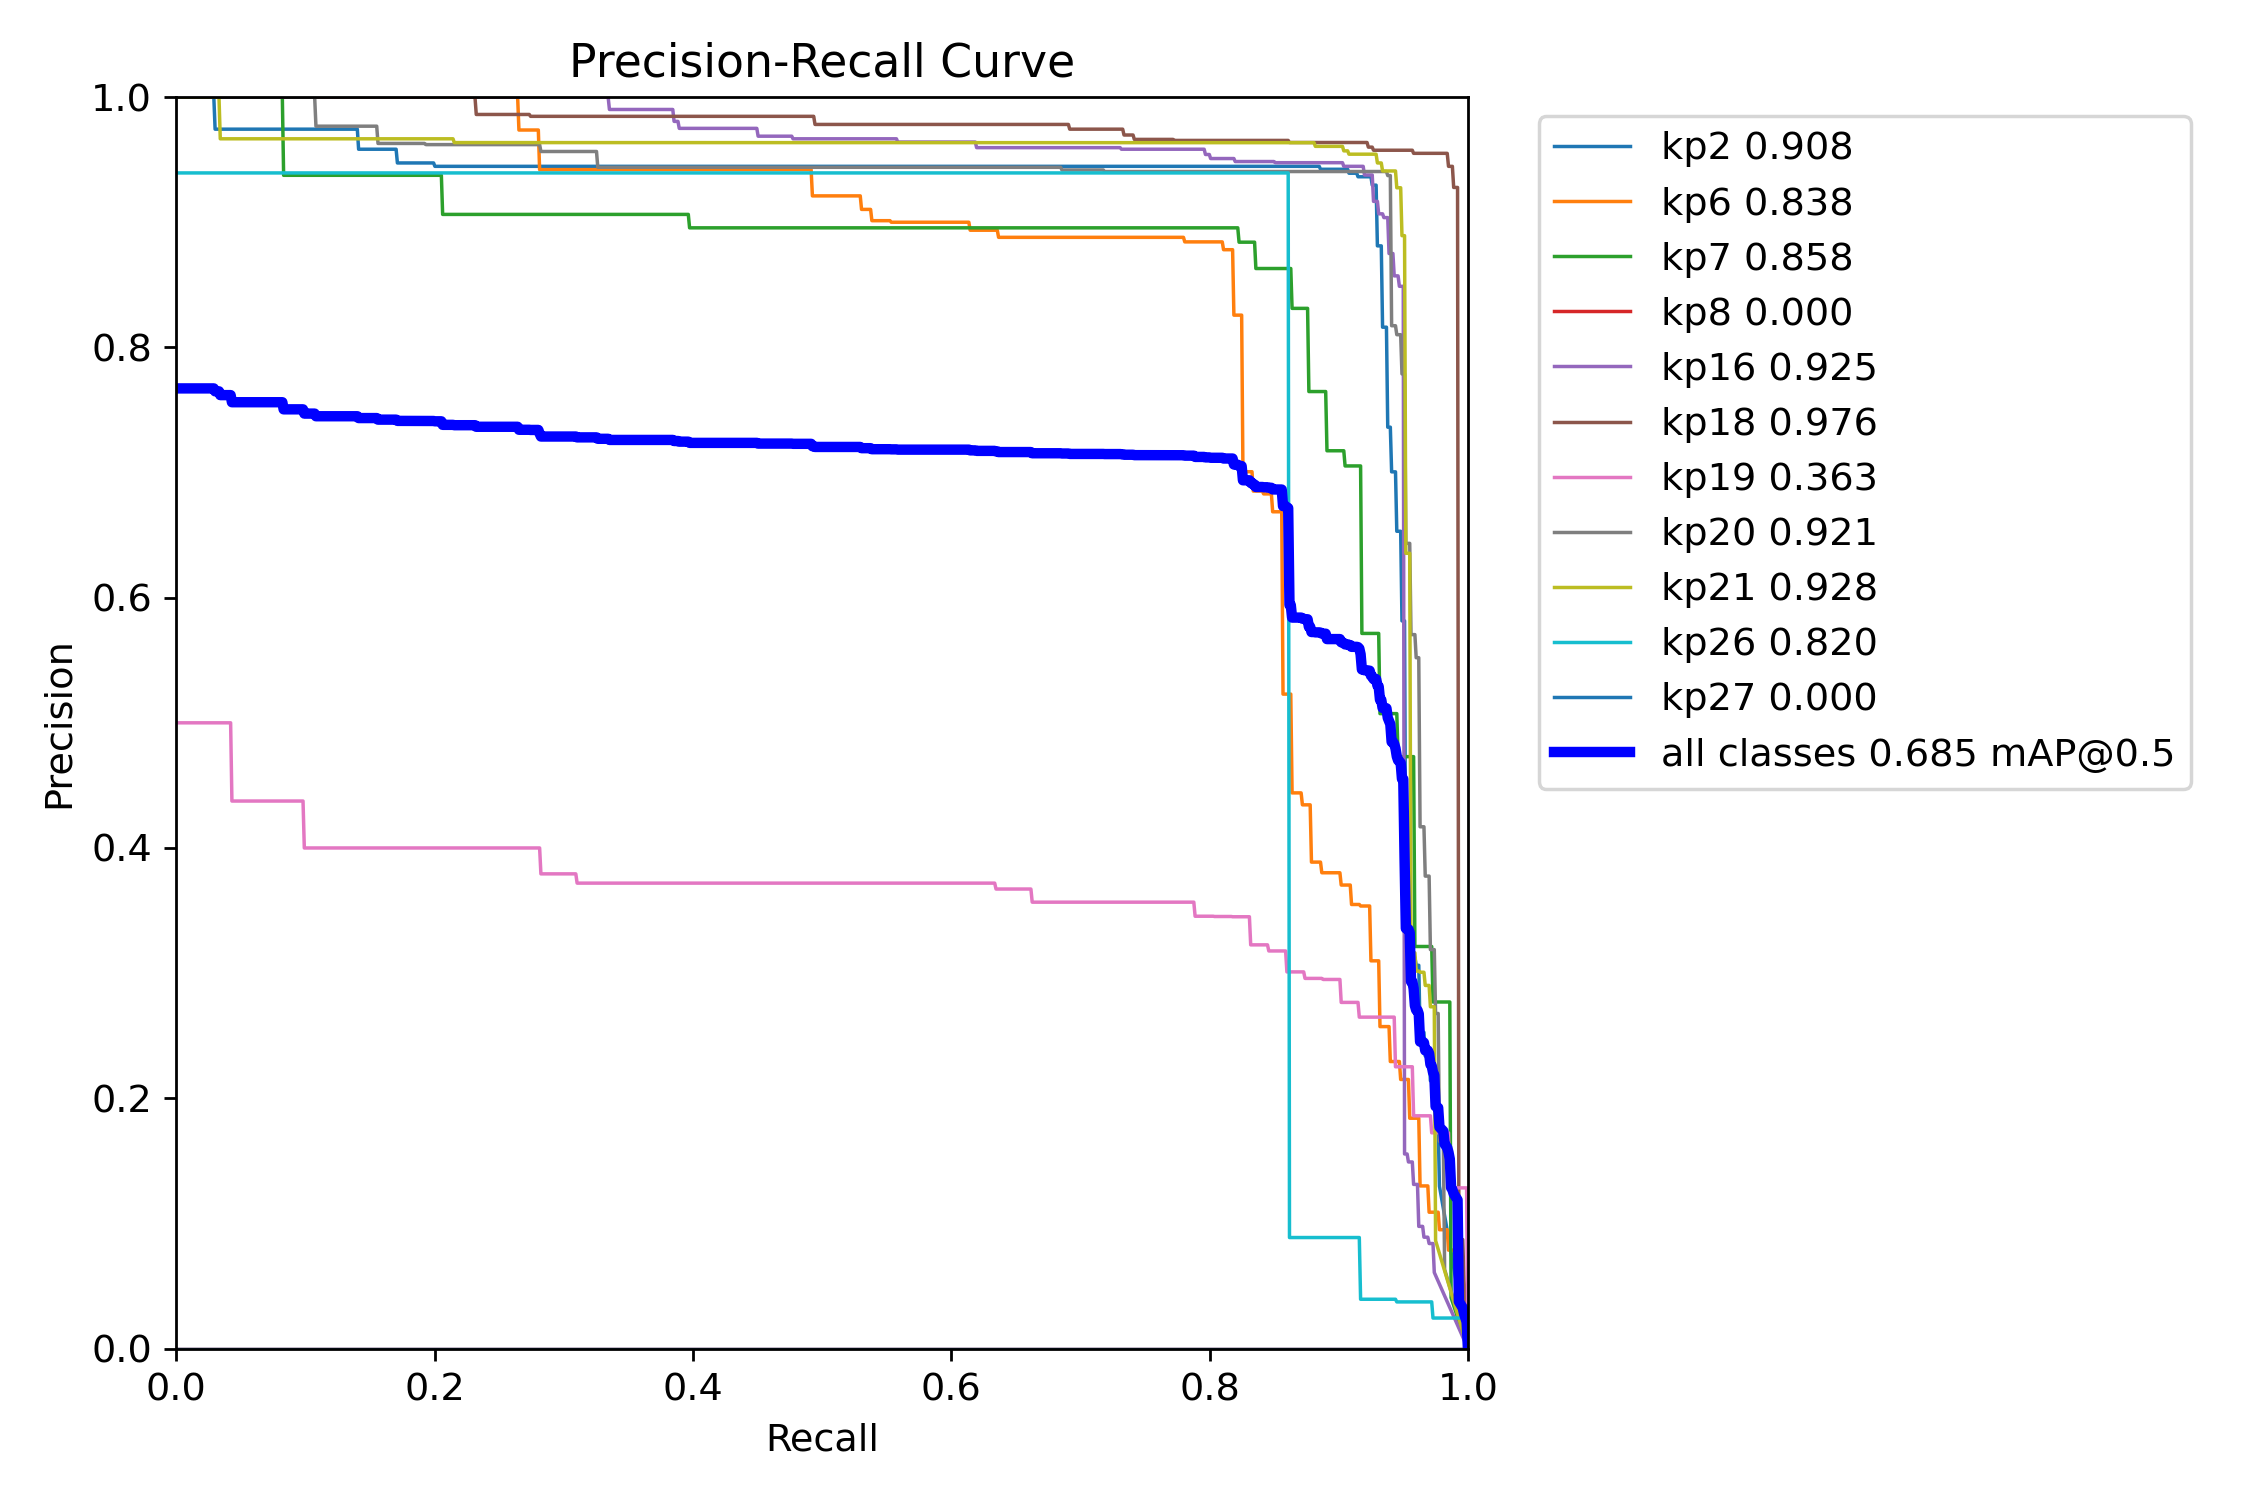 Precision-Recall Curve
1.0
0.8
0.6
0.4
0.2
0.0
Precision
0.0 0.2 0.4 0.6 0.8 1.0
Recall
kp2 0.908
kp6 0.838
kp7 0.858
kp8 0.000
kp16 0.925
kp18 0.976
kp19 0.363
kp20 0.921
kp21 0.928
kp26 0.820
kp27 0.000
all classes 0.685 mAP@0.5